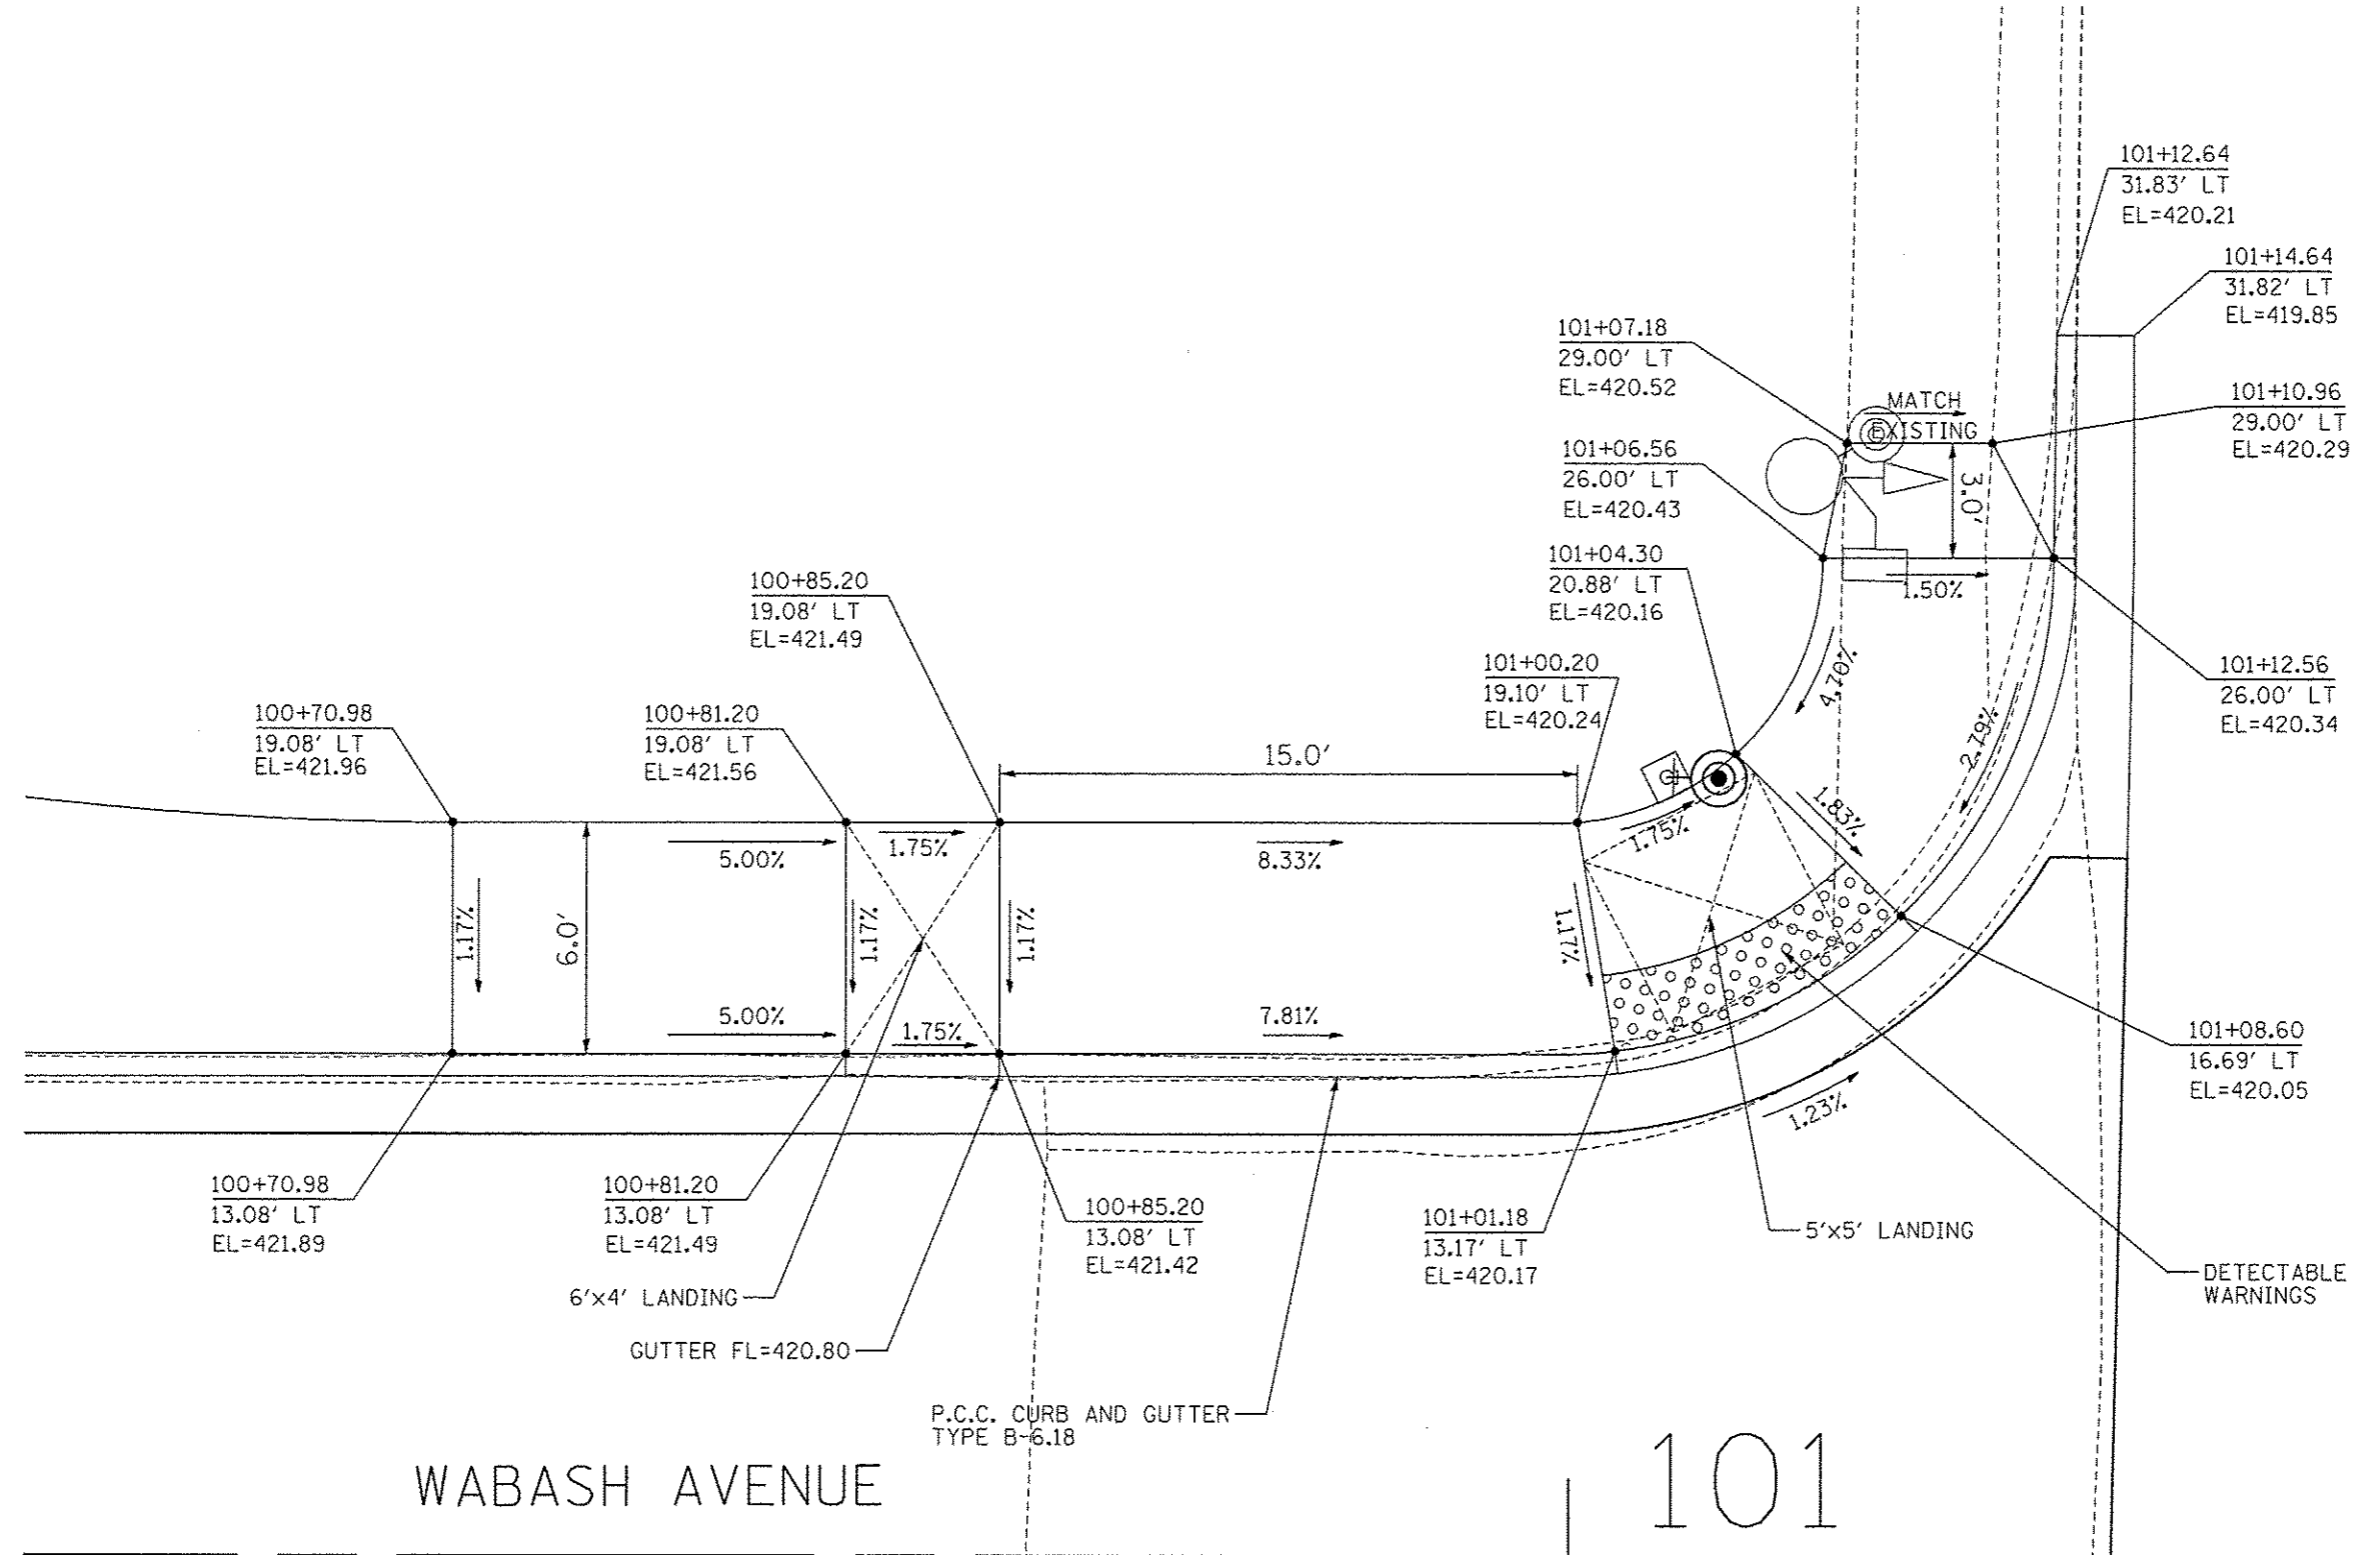 101+12.64
31.83' LT
EL=420.21
101+14.64
31.82' LT
EL=419.85
101+07.18
29.00' LT
EL=420.52
MATCH
EXISTING
101+10.96
29.00' LT
EL=420.29
101+06.56
26.00' LT
EL=420.43
3.0'
101+04.30
20.88' LT
EL=420.16
1.50%
100+85.20
19.08' LT
EL=421.49
101+00.20
19.10' LT
EL=420.24
4.70%
101+12.56
26.00' LT
EL=420.34
100+70.98
19.08' LT
EL=421.96
100+81.20
19.08' LT
EL=421.56
15.0'
2.79%
1.83%
1.75%
5.00%
1.75%
8.33%
1.17%
6.0'
1.17%
1.17%
1.17%
5.00%
1.75%
7.81%
101+08.60
16.69' LT
EL=420.05
1.23%
100+70.98
13.08' LT
EL=421.89
100+81.20
13.08' LT
EL=421.49
100+85.20
13.08' LT
EL=421.42
101+01.18
13.17' LT
EL=420.17
5'x5' LANDING
DETECTABLE
WARNINGS
6'x4' LANDING
GUTTER FL=420.80
P.C.C. CURB AND GUTTER
TYPE B-6.18
WABASH AVENUE
101